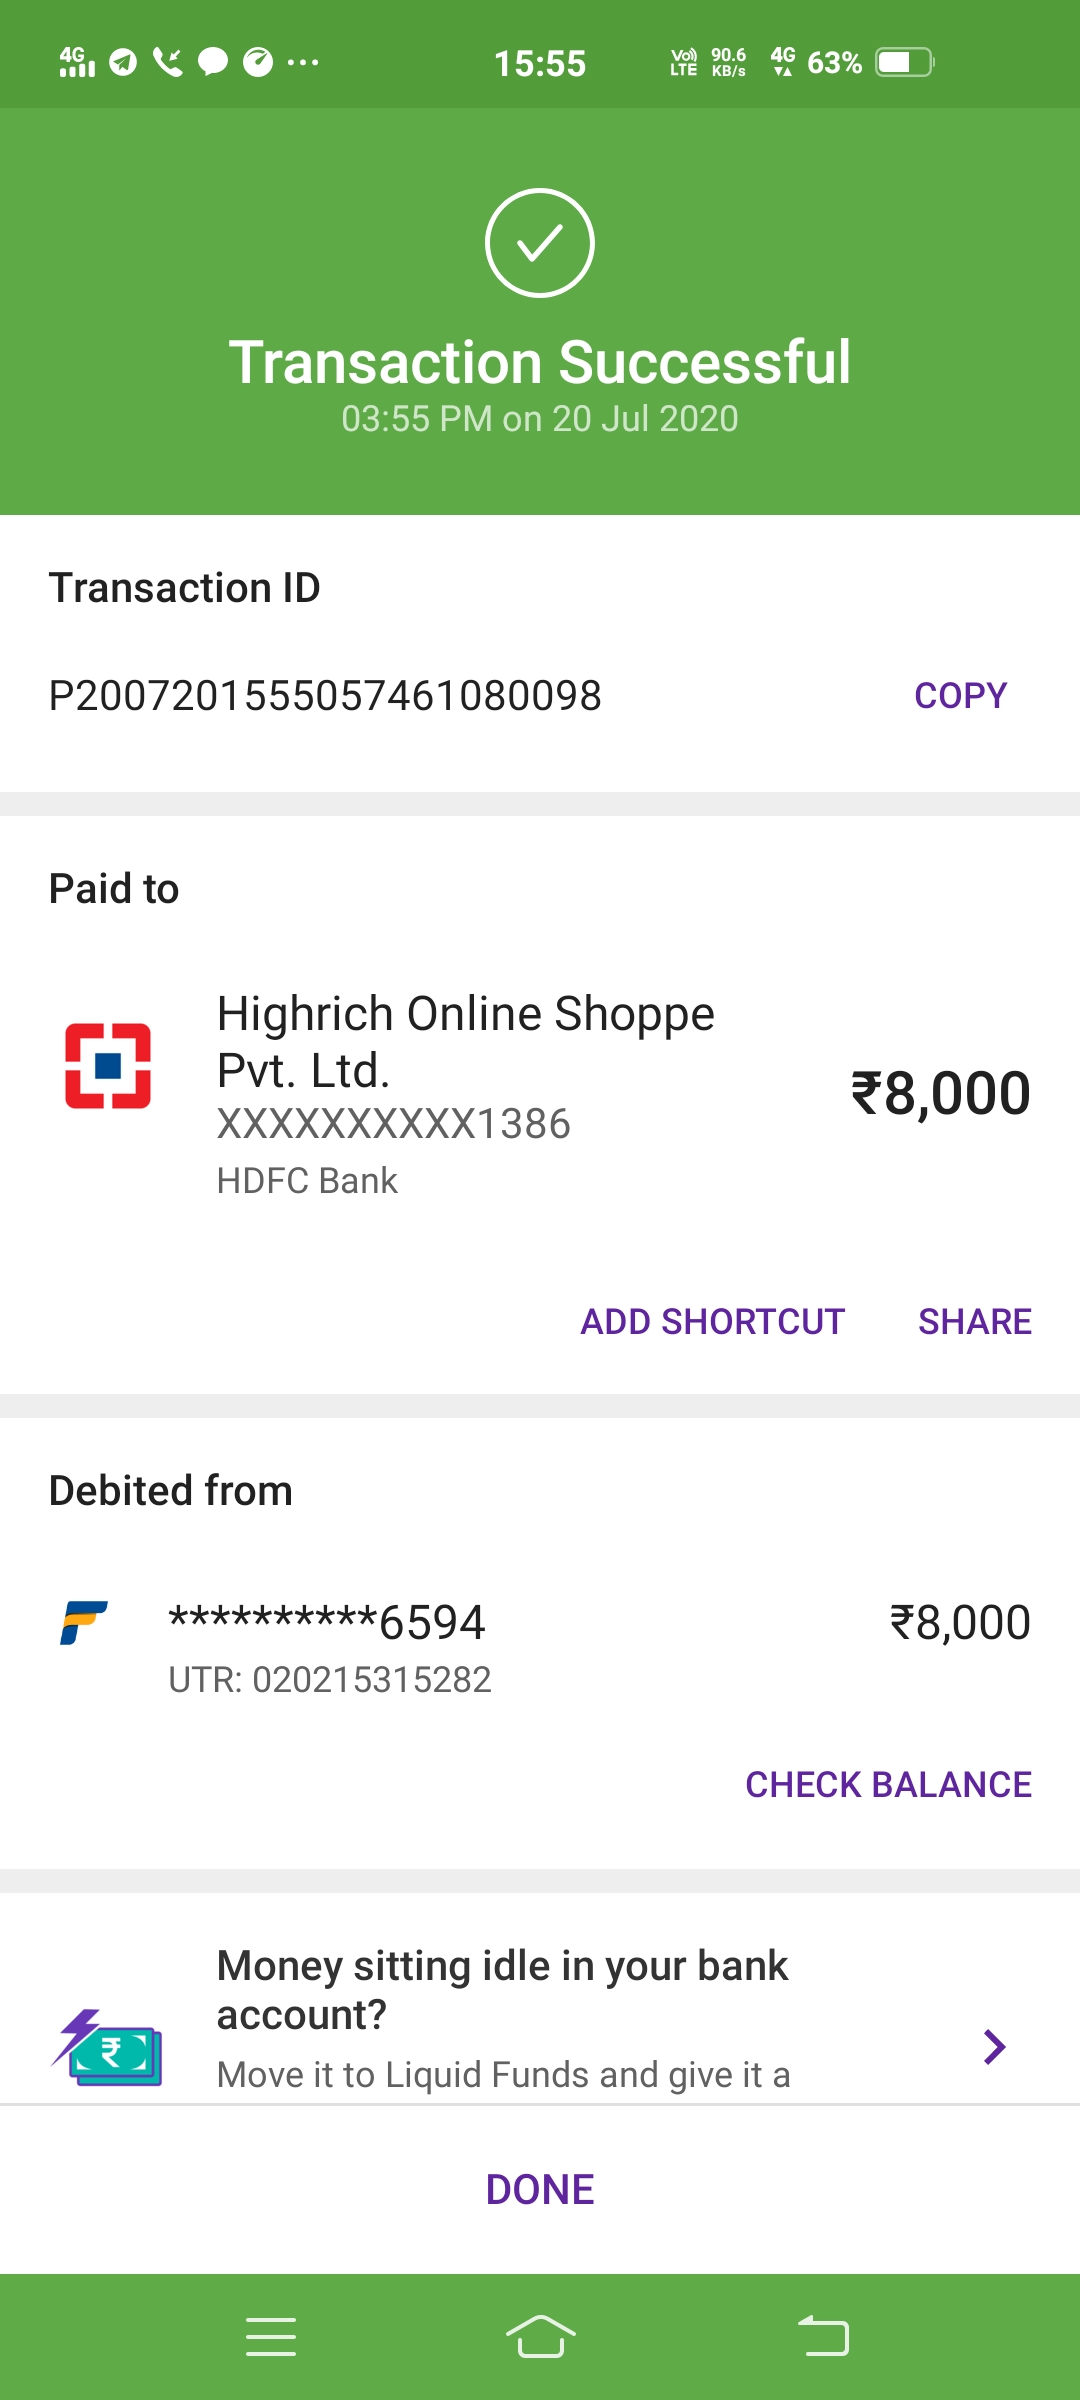 4G 15:55 Vo) LTE 90.6 KB/s 4G 63%
Transaction Successful
03:55 PM on 20 Jul 2020
Transaction ID
P2007201555057461080098 COPY
Paid to
Highrich Online Shoppe
Pvt. Ltd.
₹8,000
XXXXXXXXXX1386
HDFC Bank
ADD SHORTCUT SHARE
Debited from
**********6594 ₹8,000
UTR: 020215315282
CHECK BALANCE
Money sitting idle in your bank
account?
Move it to Liquid Funds and give it a
DONE